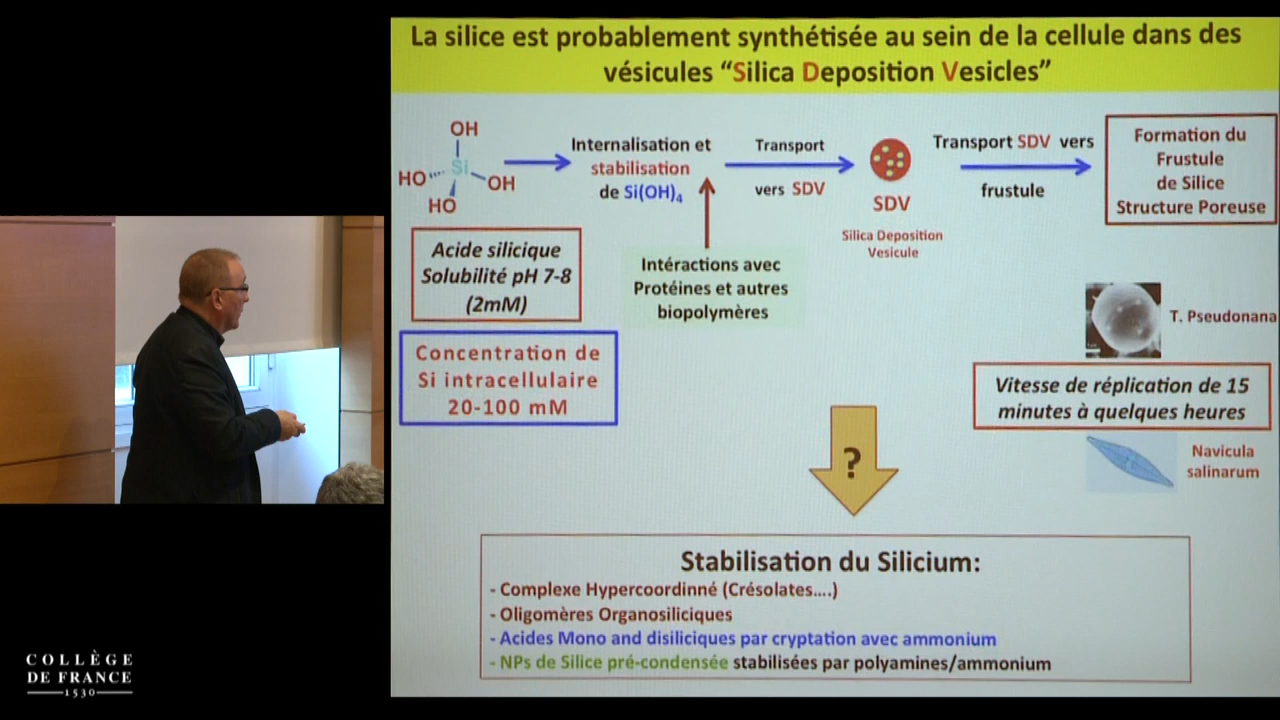 La silice est probablement synthétisée au sein de la cellule dans des
vésicules “Silica Deposition Vesicles”
OH
HO Si OH
HO
Internalisation et
stabilisation
de Si(OH)₄
Transport
vers SDV
SDV
Silica Deposition
Vesicule
Transport SDV vers
frustule
Formation du
Frustule
de Silice
Structure Poreuse
Acide silicique
Solubilité pH 7-8
(2mM)
Intéractions avec
Protéines et autres
biopolymères
Concentration de
Si intracellulaire
20-100 mM
T. Pseudonana
Vitesse de réplication de 15
minutes à quelques heures
Navicula
salinarum
?
Stabilisation du Silicium:
- Complexe Hypercoordinné (Crésolates....)
- Oligomères Organosiliciques
- Acides Mono and disiliciques par cryptation avec ammonium
- NPs de Silice pré-condensée stabilisées par polyamines/ammonium
COLLÈGE
DE FRANCE
1530